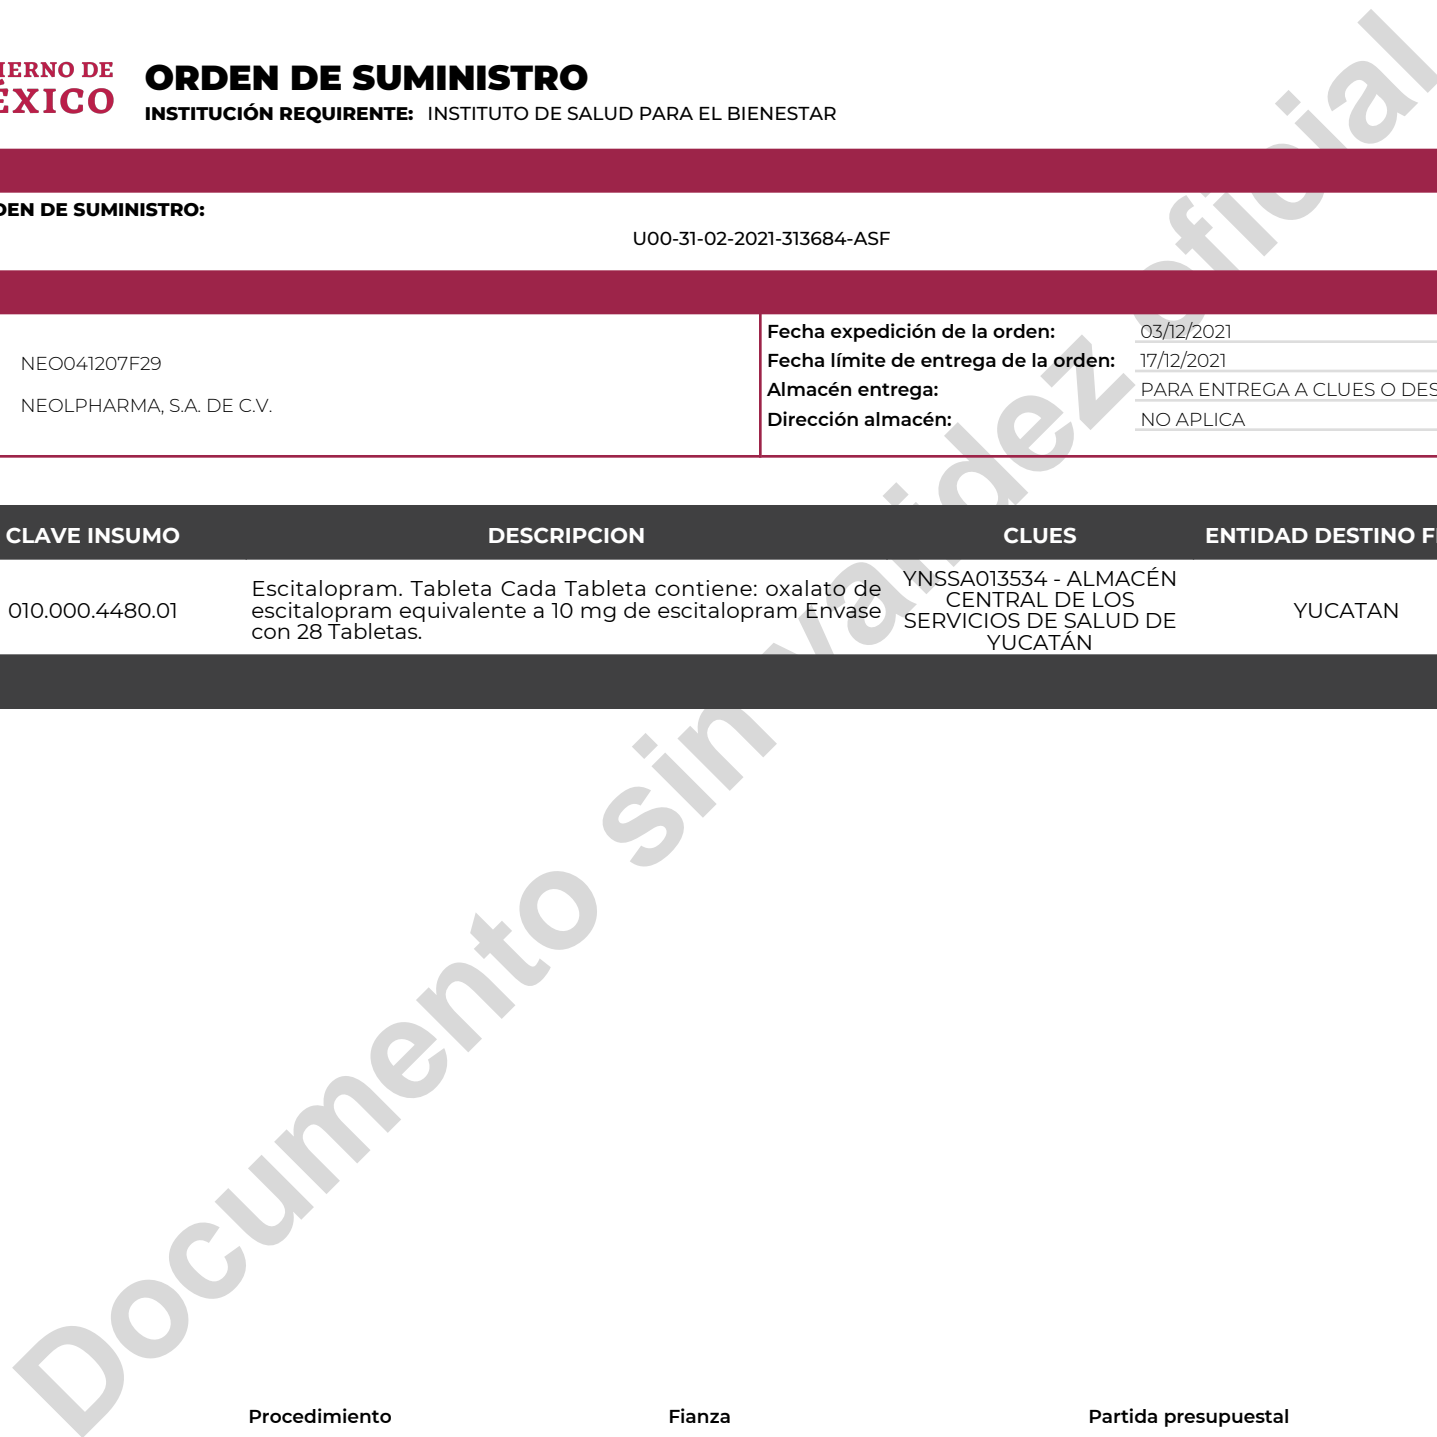 IERNO DE
ÉXICO
ORDEN DE SUMINISTRO
INSTITUCIÓN REQUIRENTE: INSTITUTO DE SALUD PARA EL BIENESTAR
DEN DE SUMINISTRO:
U00-31-02-2021-313684-ASF
NEO041207F29
NEOLPHARMA, S.A. DE C.V.
Fecha expedición de la orden: 03/12/2021
Fecha límite de entrega de la orden: 17/12/2021
Almacén entrega: PARA ENTREGA A CLUES O DES
Dirección almacén: NO APLICA
CLAVE INSUMO DESCRIPCION CLUES ENTIDAD DESTINO F
010.000.4480.01
Escitalopram. Tableta Cada Tableta contiene: oxalato de
escitalopram equivalente a 10 mg de escitalopram Envase
con 28 Tabletas.
YNSSA013534 - ALMACÉN
CENTRAL DE LOS
SERVICIOS DE SALUD DE
YUCATÁN
YUCATAN
Documento sin validez oficial
Procedimiento Fianza Partida presupuestal